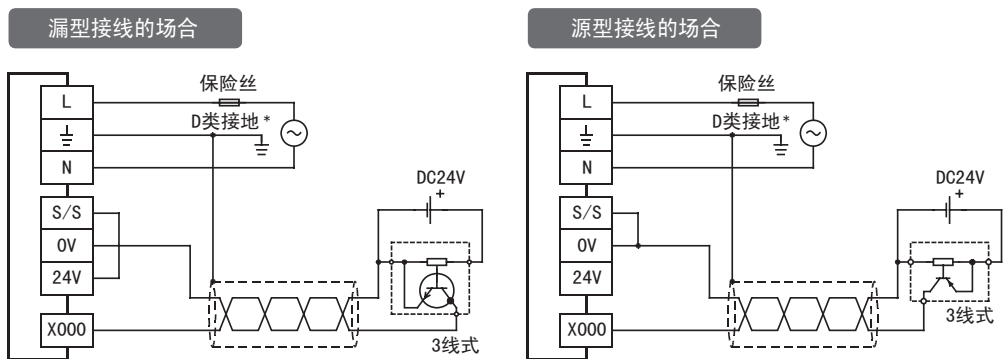 漏型接线的场合
L
N
S/S
0V
24V
X000
保险丝
D类接地*
DC24V
+
3线式
源型接线的场合
L
N
S/S
0V
24V
X000
保险丝
D类接地*
DC24V
+
3线式